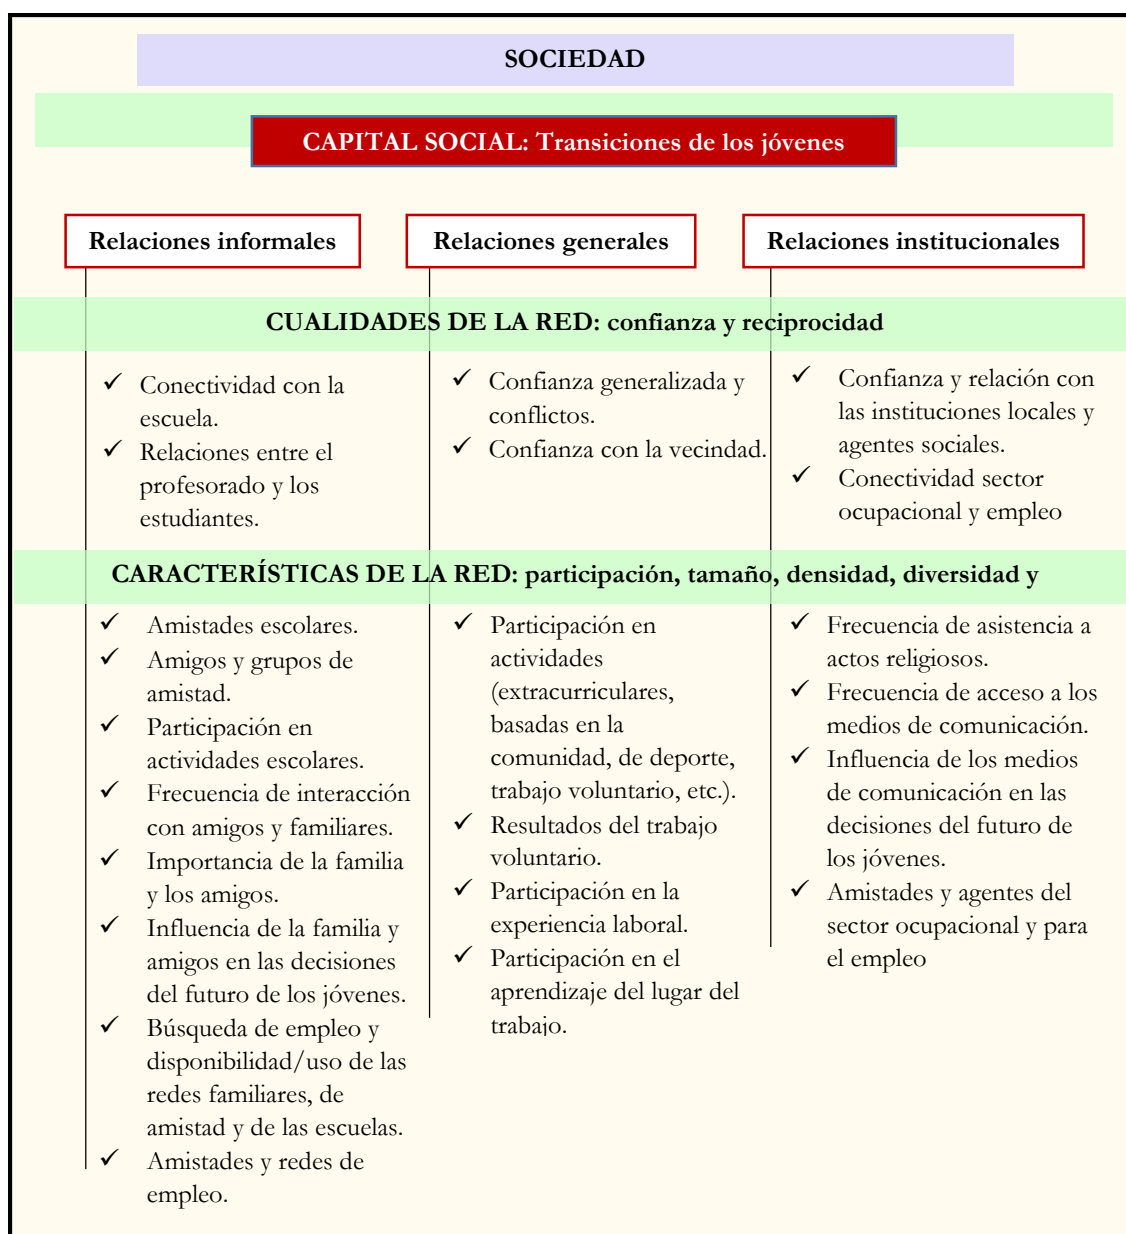 SOCIEDAD
CAPITAL SOCIAL: Transiciones de los jóvenes
Relaciones informales
Relaciones generales
Relaciones institucionales
CUALIDADES DE LA RED: confianza y reciprocidad
✓ Conectividad con la
escuela.
✓ Relaciones entre el
profesorado y los
estudiantes.
✓ Confianza generalizada y
conflictos.
✓ Confianza con la vecindad.
✓ Confianza y relación con
las instituciones locales y
agentes sociales.
✓ Conectividad sector
ocupacional y empleo
CARACTERÍSTICAS DE LA RED: participación, tamaño, densidad, diversidad y
✓ Amistades escolares.
✓ Amigos y grupos de
amistad.
✓ Participación en
actividades escolares.
✓ Frecuencia de interacción
con amigos y familiares.
✓ Importancia de la familia
y los amigos.
✓ Influencia de la familia y
amigos en las decisiones
del futuro de los jóvenes.
✓ Búsqueda de empleo y
disponibilidad/uso de las
redes familiares, de
amistad y de las escuelas.
✓ Amistades y redes de
empleo.
✓ Participación en
actividades
(extracurriculares,
basadas en la
comunidad, de deporte,
trabajo voluntario, etc.).
✓ Resultados del trabajo
voluntario.
✓ Participación en la
experiencia laboral.
✓ Participación en el
aprendizaje del lugar del
trabajo.
✓ Frecuencia de asistencia a
actos religiosos.
✓ Frecuencia de acceso a los
medios de comunicación.
✓ Influencia de los medios
de comunicación en las
decisiones del futuro de
los jóvenes.
✓ Amistades y agentes del
sector ocupacional y para
el empleo